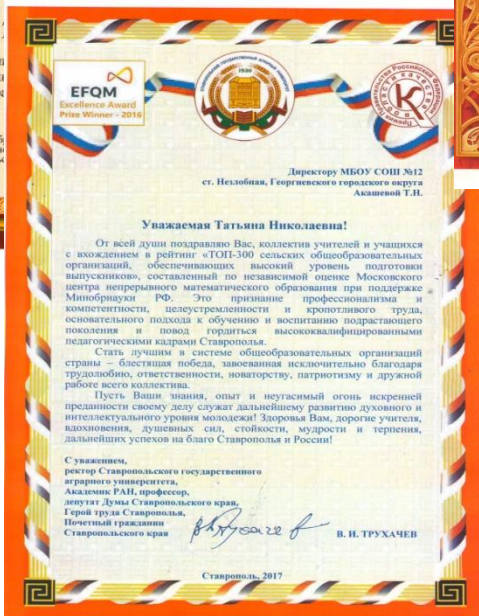 EFQM
Excellence Award
Prize Winner - 2016
1930
Директору МБОУ СОШ №12
ст. Незлобная, Георгиевского городского округа
Акашевой Т.Н.
Уважаемая Татьяна Николаевна!
От всей души поздравляю Вас, коллектив учителей и учащихся
с вхождением в рейтинг «ТОП-300 сельских общеобразовательных
организаций, обеспечивающих высокий уровень подготовки
выпускников», составленный по независимой оценке Московского
центра непрерывного математического образования при поддержке
Минобрнауки РФ. Это признание профессионализма и
компетентности, целеустремленности и кропотливого труда,
основательного подхода к обучению и воспитанию подрастающего
поколения и повод гордиться высококвалифицированными
педагогическими кадрами Ставрополья.
Стать лучшим в системе общеобразовательных организаций
страны – блестящая победа, завоеванная исключительно благодаря
трудолюбию, ответственности, новаторству, патриотизму и дружной
работе всего коллектива.
Пусть Ваши знания, опыт и неугасимый огонь искренней
преданности своему делу служат дальнейшему развитию духовного и
интеллектуального уровня молодежи! Здоровья Вам, дорогие учителя,
вдохновения, душевных сил, стойкости, мудрости и терпения,
дальнейших успехов на благо Ставрополья и России!
С уважением,
ректор Ставропольского государственного
аграрного университета,
Академик РАН, профессор,
депутат Думы Ставропольского края,
Герой труда Ставрополья,
Почетный гражданин
Ставропольского края
В. И. ТРУХАЧЕВ
Ставрополь, 2017